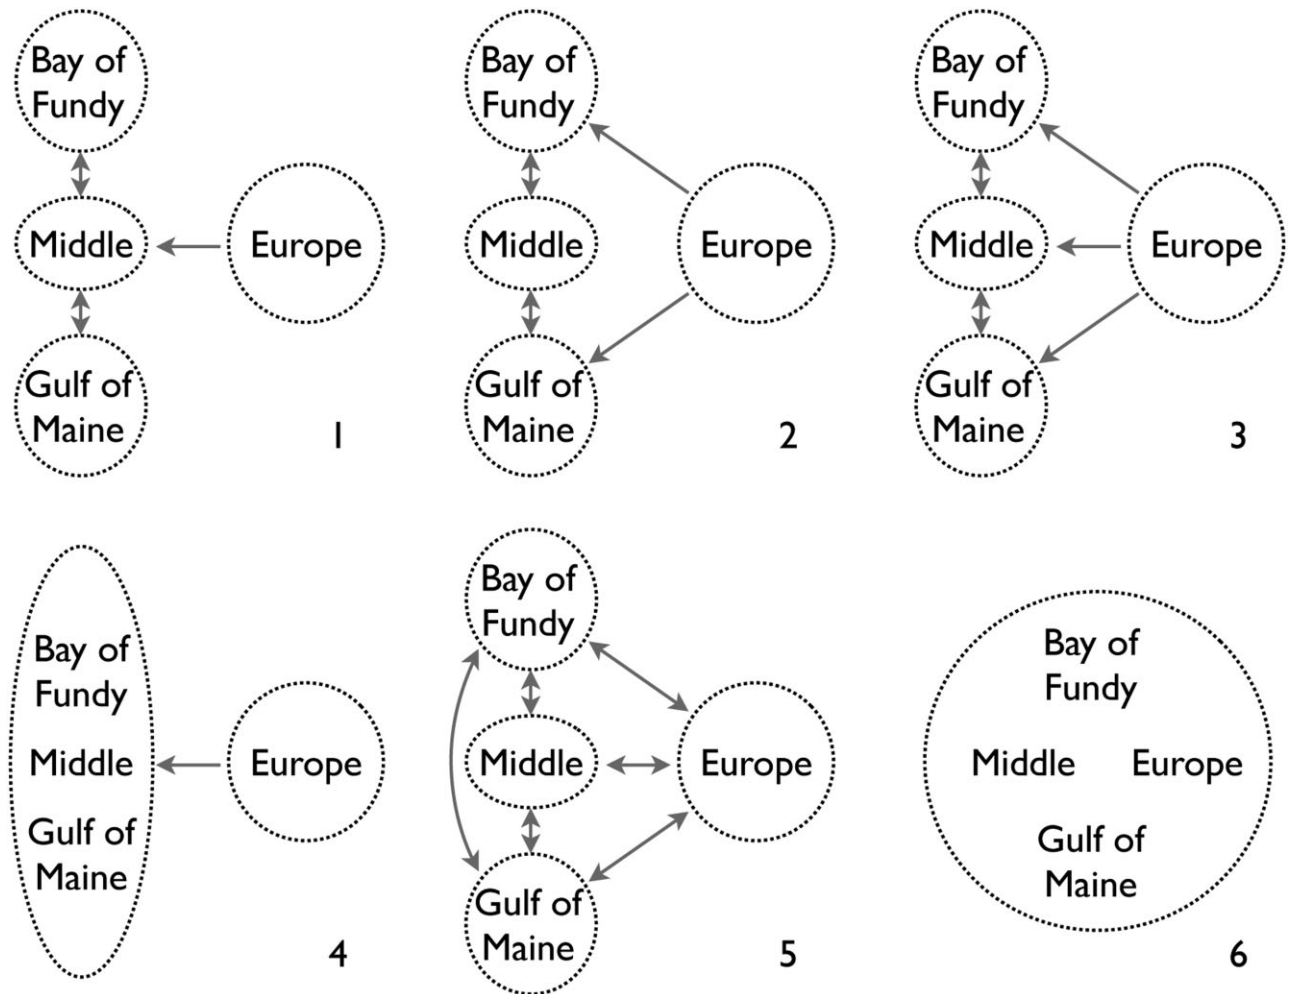 Bay of
Fundy
Middle
Europe
Gulf of
Maine
1
Bay of
Fundy
Middle
Europe
Gulf of
Maine
2
Bay of
Fundy
Middle
Europe
Gulf of
Maine
3
Bay of
Fundy
Middle
Europe
Gulf of
Maine
4
Bay of
Fundy
Middle
Europe
Gulf of
Maine
5
Bay of
Fundy
Middle
Europe
Gulf of
Maine
6